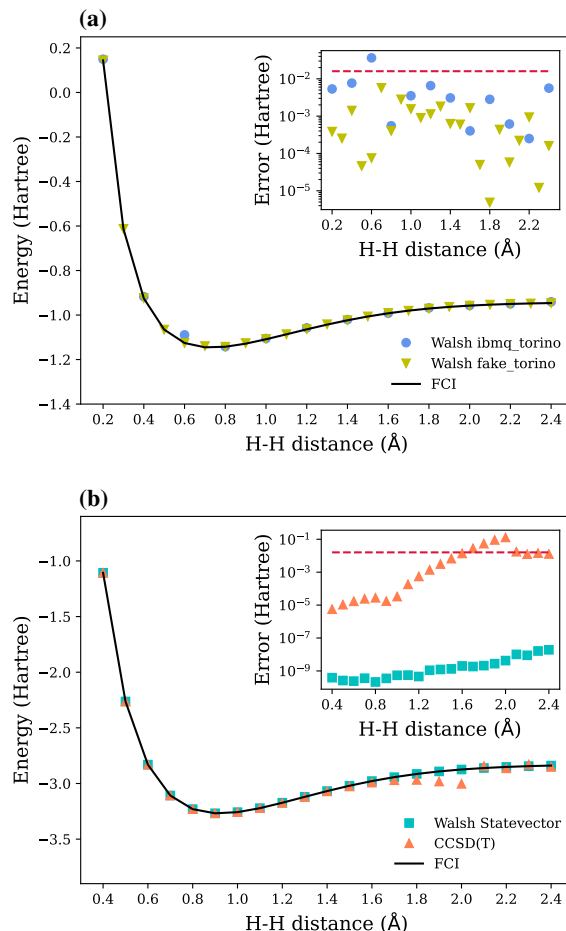 (a)
Energy (Hartree)
0.2
0.0
−0.2
−0.4
−0.6
−0.8
−1.0
−1.2
−1.4
0.2 0.4 0.6 0.8 1.0 1.2 1.4 1.6 1.8 2.0 2.2 2.4
H-H distance (Å)
Error (Hartree)
10⁻²
10⁻³
10⁻⁴
10⁻⁵
0.2 0.6 1.0 1.4 1.8 2.2
H-H distance (Å)
Walsh ibmq_torino
Walsh fake_torino
FCI
(b)
Energy (Hartree)
−1.0
−1.5
−2.0
−2.5
−3.0
−3.5
0.4 0.6 0.8 1.0 1.2 1.4 1.6 1.8 2.0 2.2 2.4
H-H distance (Å)
Error (Hartree)
10⁻¹
10⁻³
10⁻⁵
10⁻⁷
10⁻⁹
0.4 0.8 1.2 1.6 2.0 2.4
H-H distance (Å)
Walsh Statevector
CCSD(T)
FCI